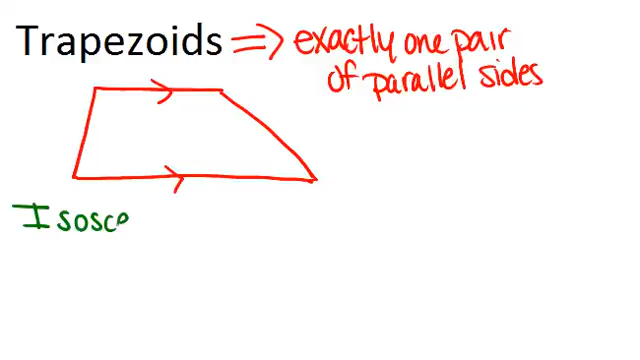 Trapezoids => exactly one pair
of parallel sides
Isosce